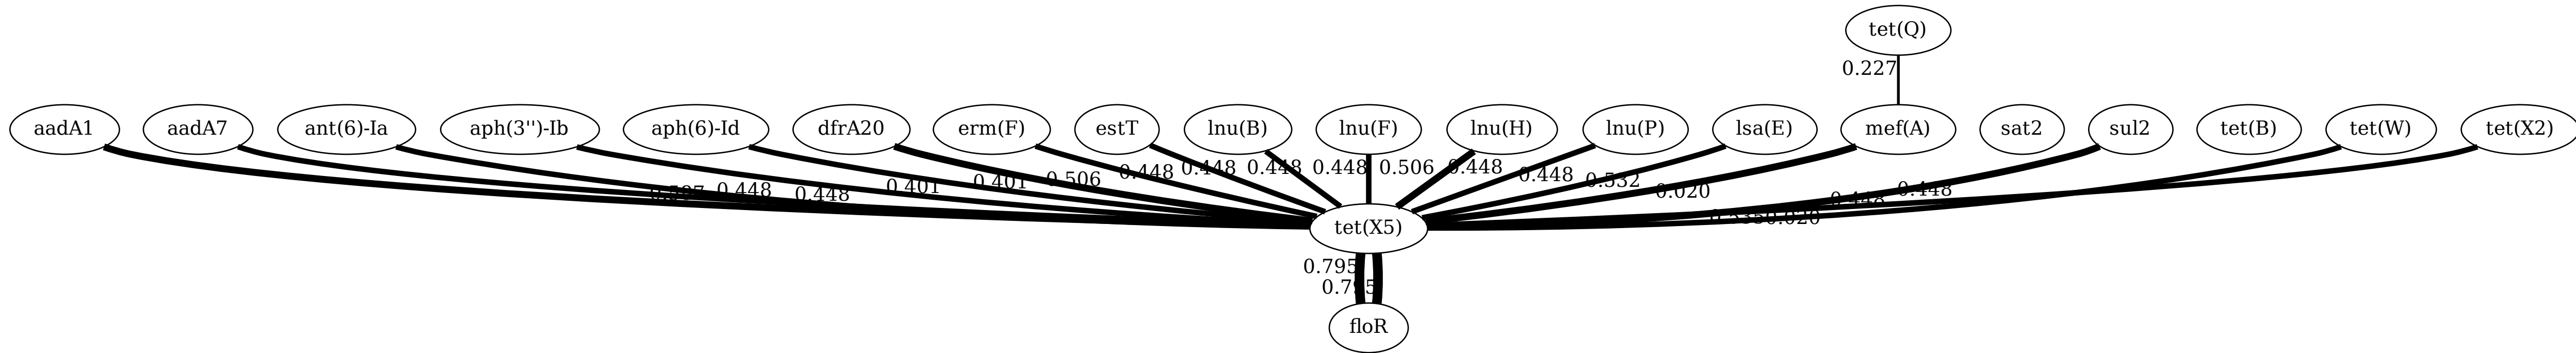 tet(Q)
0.227
aadA1 aadA7 ant(6)-Ia aph(3'')-Ib aph(6)-Id dfrA20 erm(F) estT lnu(B) lnu(F) lnu(H) lnu(P) lsa(E) mef(A) sat2 sul2 tet(B) tet(W) tet(X2)
0.448 0.448 0.401 0.401 0.506 0.448 0.448 0.448 0.448 0.506 0.448 0.448 0.532 0.020 0.448 0.448
0.020
tet(X5)
0.795
0.795
floR